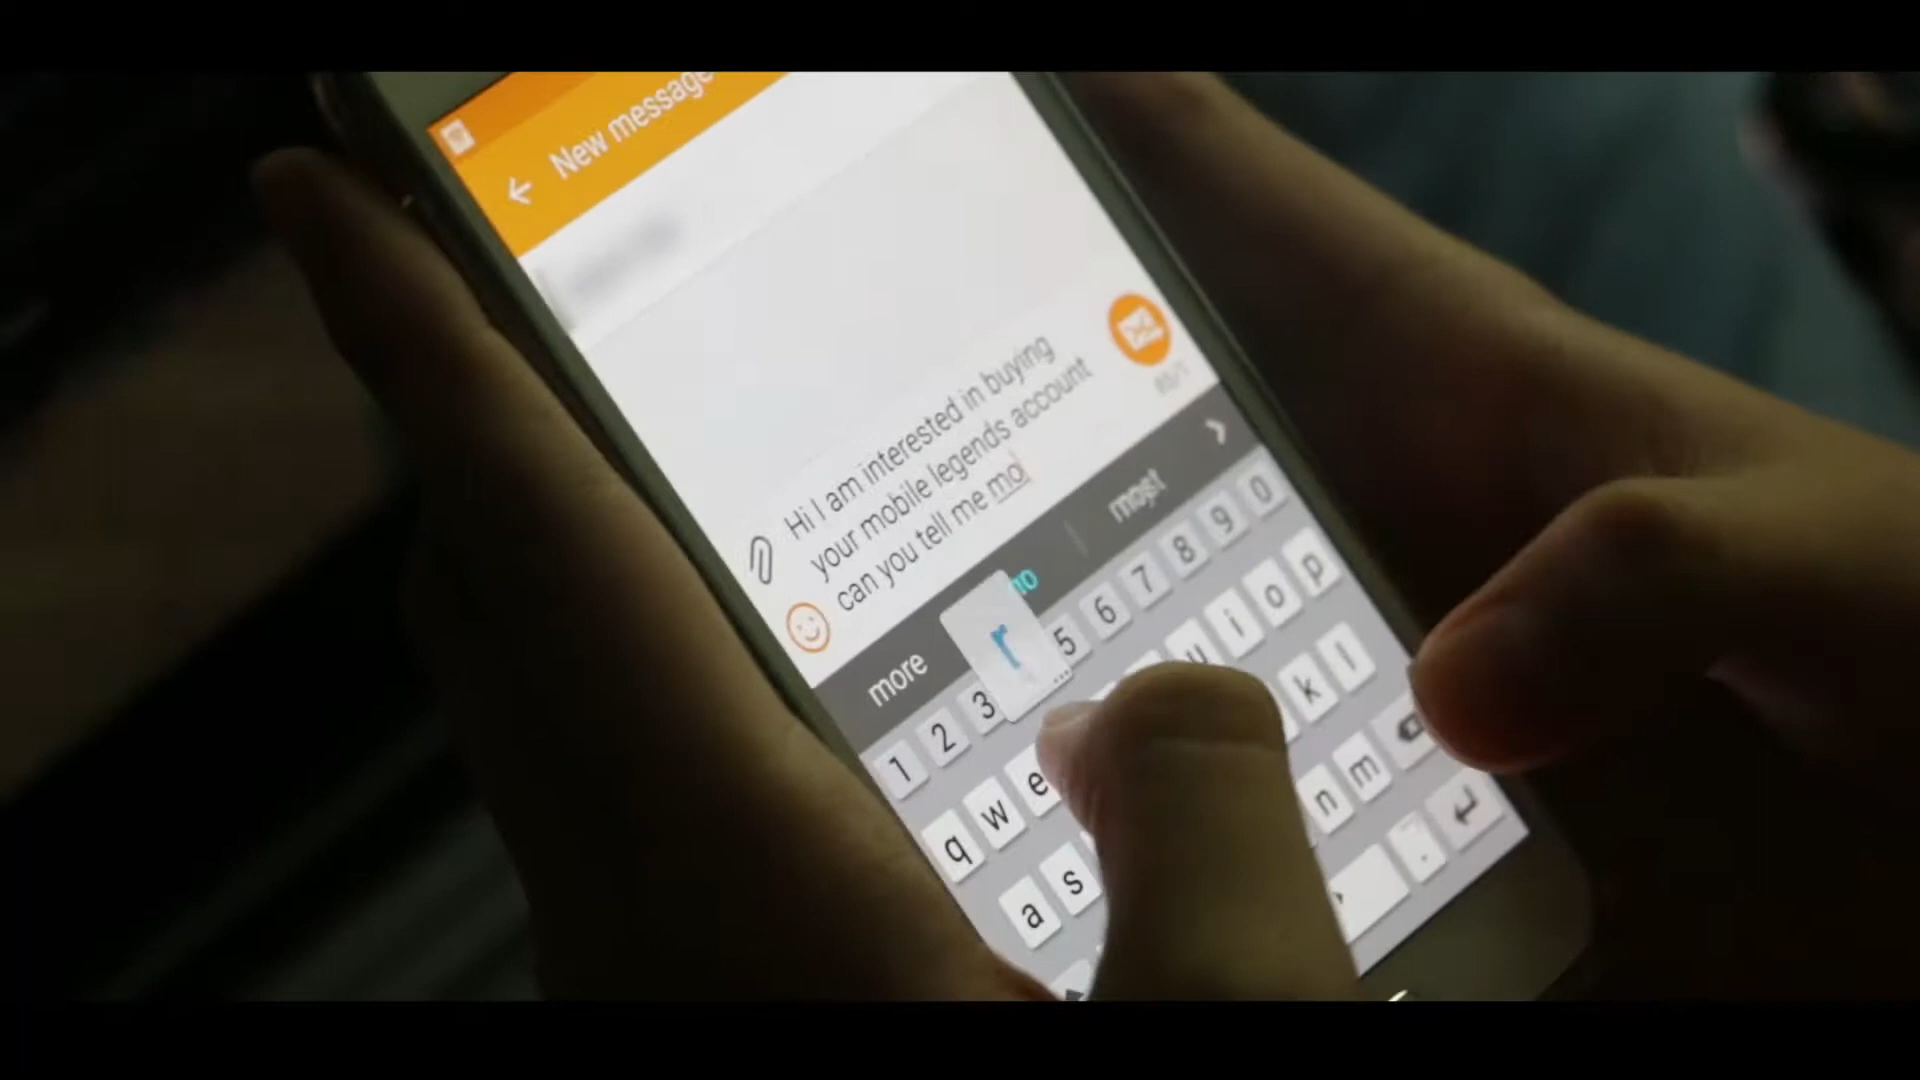 New message
Hi I am interested in buying
your mobile legends account
can you tell me mo
more
most
r
1 2 3 5 6 7 8 9 0
q w e u i o p
a s k l
n m
.